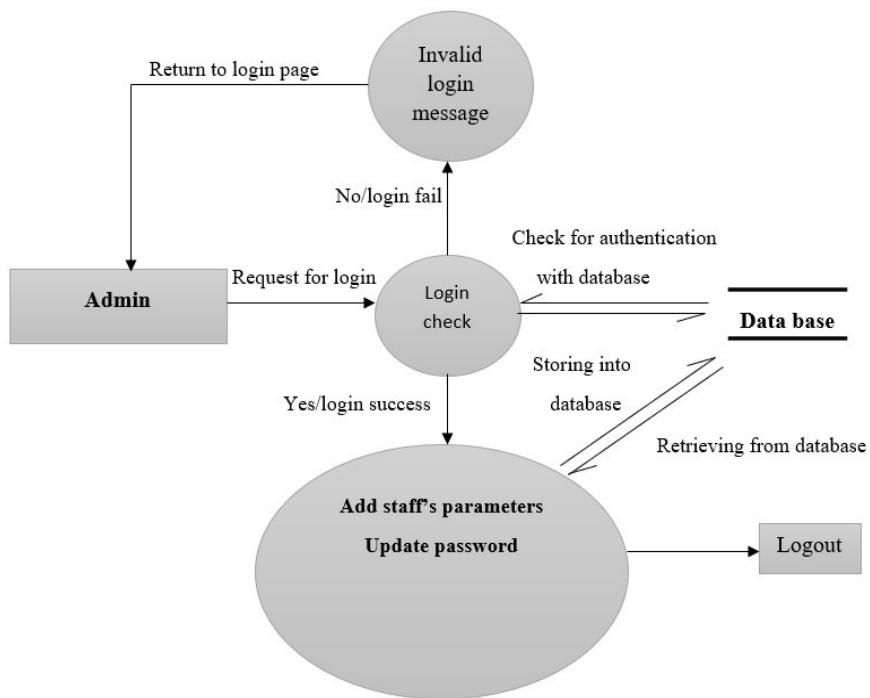 Invalid
login
message
Return to login page
No/login fail
Check for authentication
with database
Admin
Request for login
Login
check
Data base
Storing into
database
Yes/login success
Retrieving from database
Add staff’s parameters
Update password
Logout